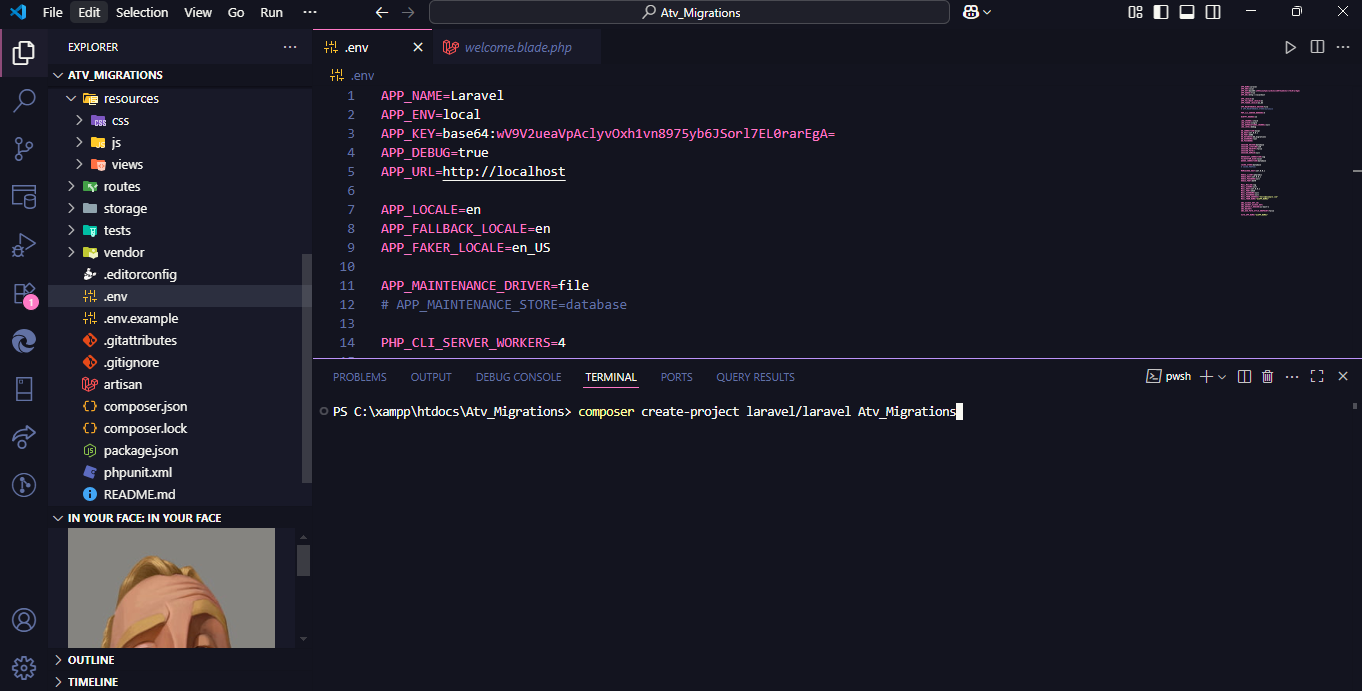 File Edit Selection View Go Run ··· Atv_Migrations
EXPLORER ···
ATV_MIGRATIONS
resources
css
js
views
routes
storage
tests
vendor
.editorconfig
.env
.env.example
.gitattributes
.gitignore
artisan
composer.json
composer.lock
package.json
phpunit.xml
README.md
IN YOUR FACE: IN YOUR FACE
OUTLINE
TIMELINE
1
.env welcome.blade.php
.env
1 APP_NAME=Laravel
2 APP_ENV=local
3 APP_KEY=base64:wV9V2ueaVpAclyvOxh1vn8975yb6JSorl7EL0rarEgA=
4 APP_DEBUG=true
5 APP_URL=http://localhost
6
7 APP_LOCALE=en
8 APP_FALLBACK_LOCALE=en
9 APP_FAKER_LOCALE=en_US
10
11 APP_MAINTENANCE_DRIVER=file
12 # APP_MAINTENANCE_STORE=database
13
14 PHP_CLI_SERVER_WORKERS=4
PROBLEMS OUTPUT DEBUG CONSOLE TERMINAL PORTS QUERY RESULTS pwsh
PS C:\xampp\htdocs\Atv_Migrations> composer create-project laravel/laravel Atv_Migrations